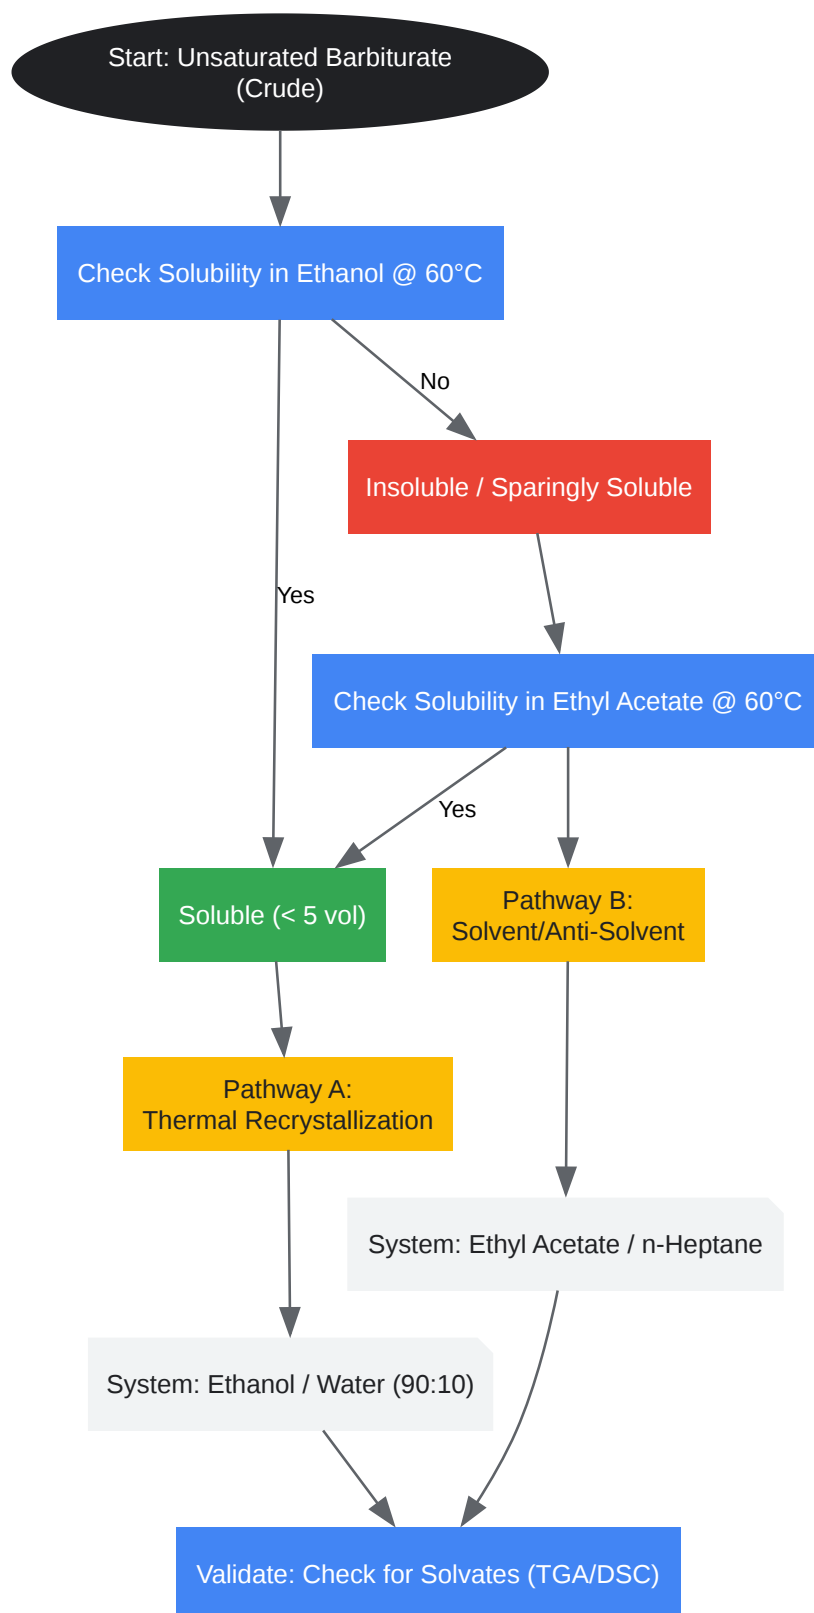 Start: Unsaturated Barbiturate
(Crude)
Check Solubility in Ethanol @ 60°C
No
Insoluble / Sparingly Soluble
Yes
Check Solubility in Ethyl Acetate @ 60°C
Yes
Soluble (< 5 vol)
Pathway B:
Solvent/Anti-Solvent
Pathway A:
Thermal Recrystallization
System: Ethyl Acetate / n-Heptane
System: Ethanol / Water (90:10)
Validate: Check for Solvates (TGA/DSC)